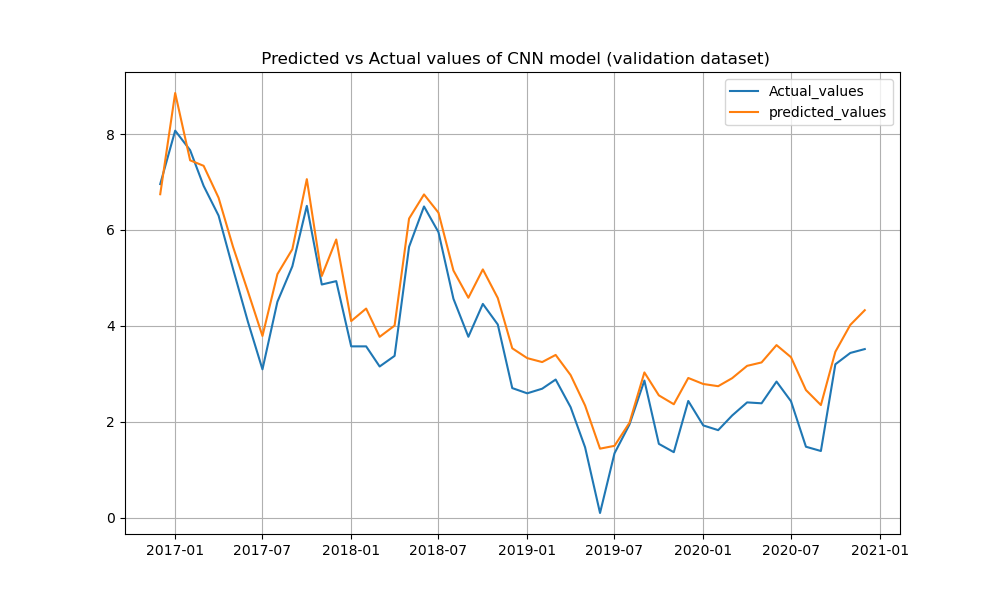 Predicted vs Actual values of CNN model (validation dataset)
Actual_values
predicted_values
8
6
4
2
0
2017-01 2017-07 2018-01 2018-07 2019-01 2019-07 2020-01 2020-07 2021-01